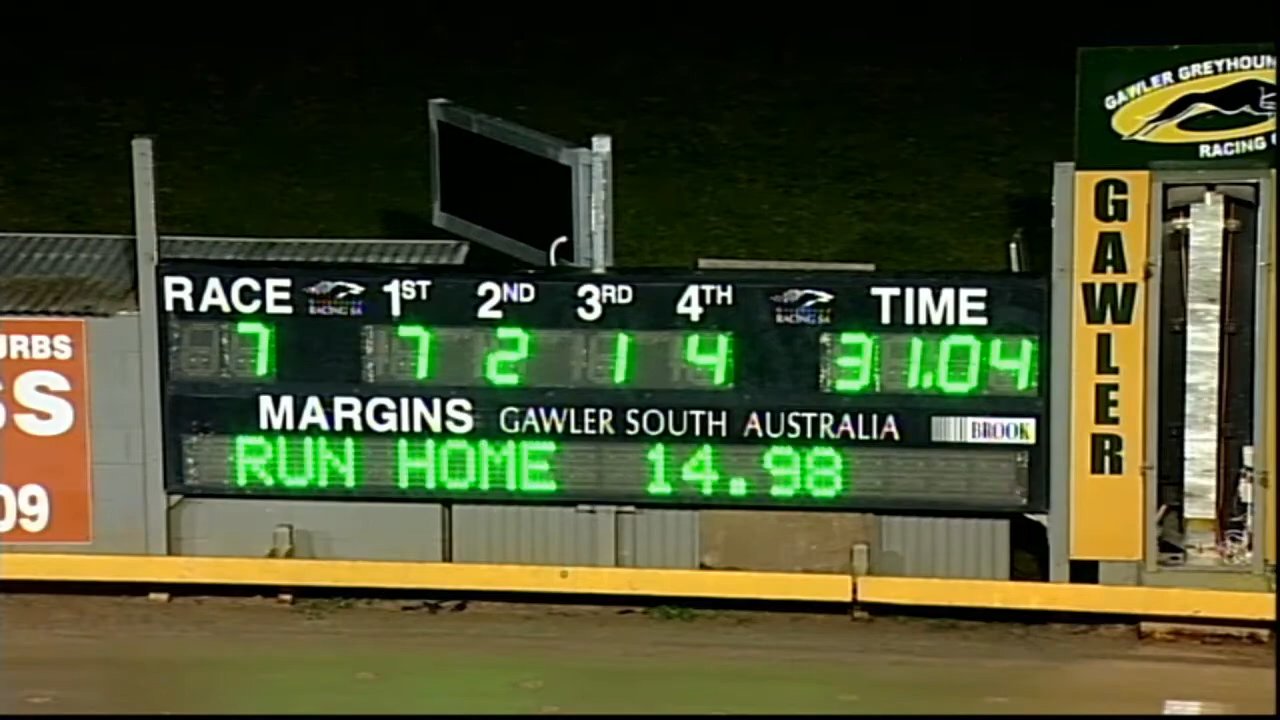 GAWLER GREYHOUN
RACING
GAWLER
RACE 1ST 2ND 3RD 4TH TIME
7 7 2 1 4 31.04
MARGINS GAWLER SOUTH AUSTRALIA BROOK
RUN HOME 14.98
URBS
SS
09